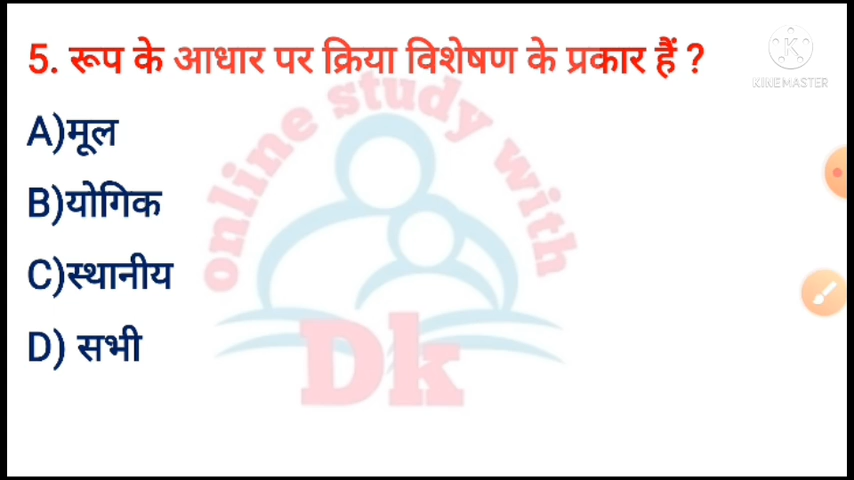 5. रूप के आधार पर क्रिया विशेषण के प्रकार हैं ?
KINEMASTER
A)मूल
B)योगिक
C)स्थानीय
D) सभी
online study with
Dk